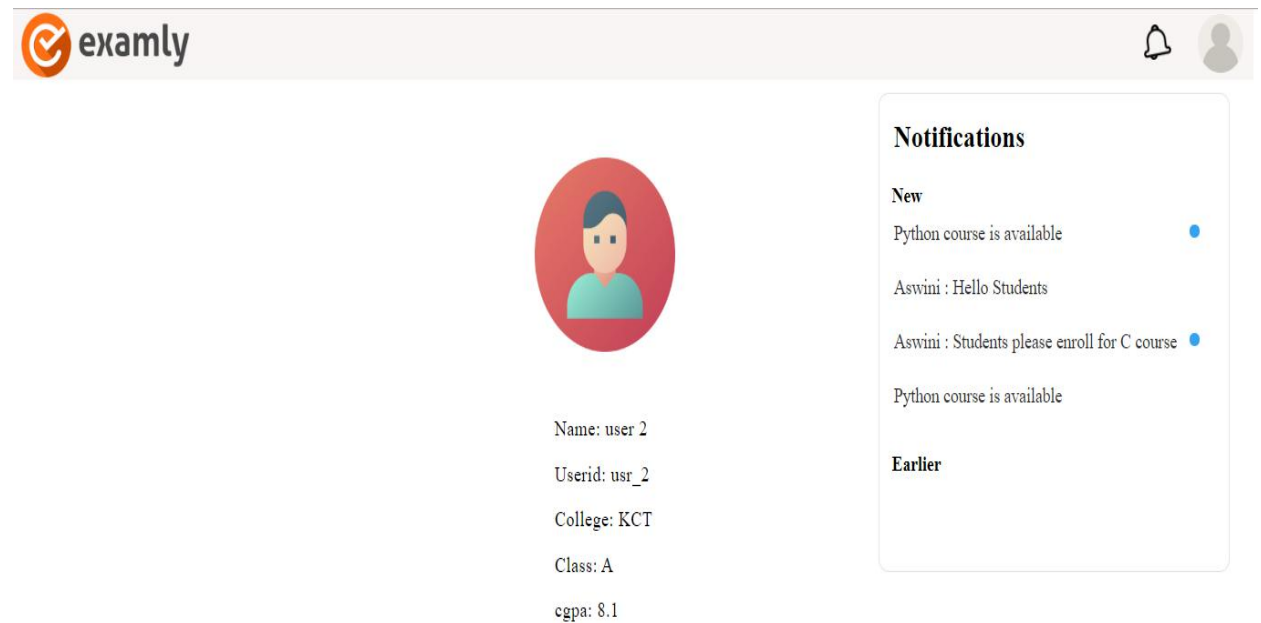 examly
Notifications
New
Python course is available
Aswini : Hello Students
Aswini : Students please enroll for C course
Python course is available
Earlier
Name: user 2
Userid: usr_2
College: KCT
Class: A
cgpa: 8.1